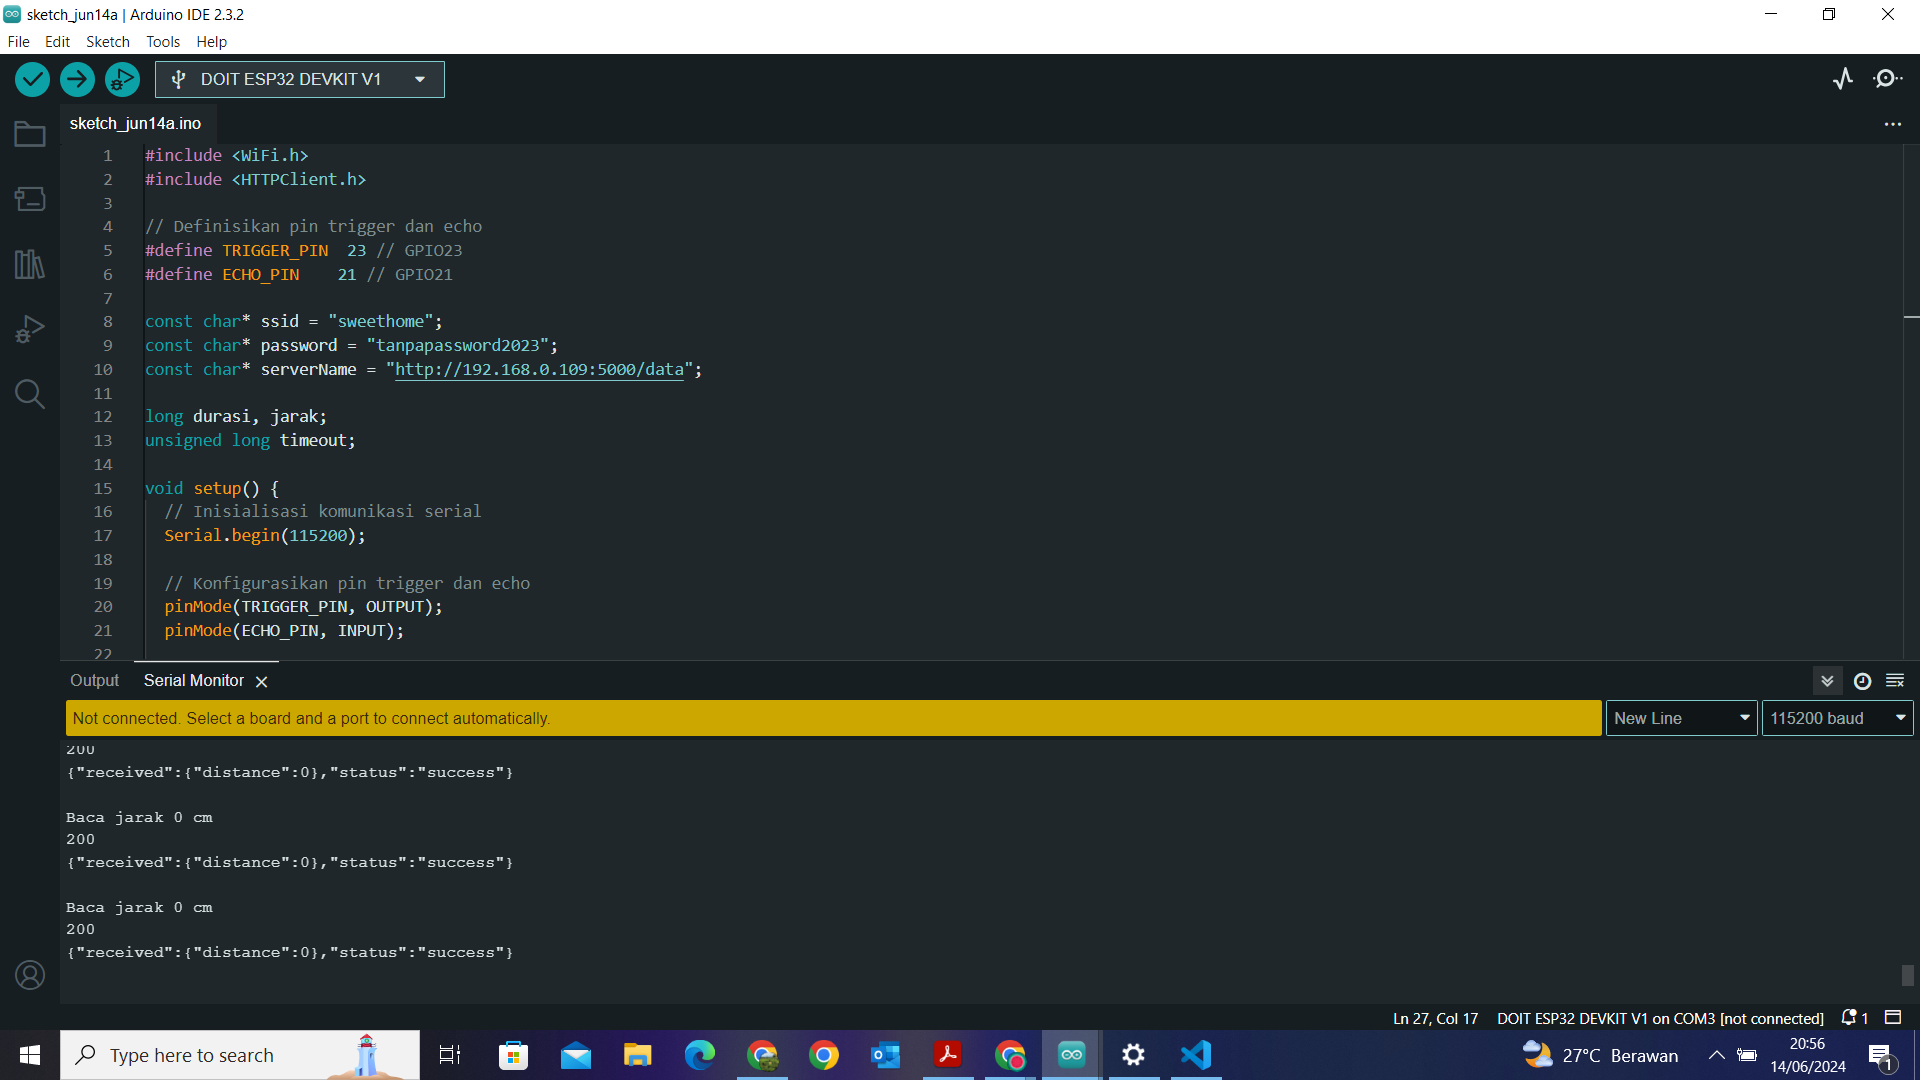 sketch_jun14a | Arduino IDE 2.3.2
File Edit Sketch Tools Help
DOIT ESP32 DEVKIT V1
sketch_jun14a.ino
1 #include <WiFi.h>
2 #include <HTTPClient.h>
3
4 // Definisikan pin trigger dan echo
5 #define TRIGGER_PIN  23 // GPIO23
6 #define ECHO_PIN    21 // GPIO21
7
8 const char* ssid = "sweethome";
9 const char* password = "tanpapassword2023";
10 const char* serverName = "http://192.168.0.109:5000/data";
11
12 long durasi, jarak;
13 unsigned long timeout;
14
15 void setup() {
16   // Inisialisasi komunikasi serial
17   Serial.begin(115200);
18
19   // Konfigurasikan pin trigger dan echo
20   pinMode(TRIGGER_PIN, OUTPUT);
21   pinMode(ECHO_PIN, INPUT);
22
Output Serial Monitor
Not connected. Select a board and a port to connect automatically.
New Line 115200 baud
200
{"received":{"distance":0},"status":"success"}
Baca jarak 0 cm
200
{"received":{"distance":0},"status":"success"}
Baca jarak 0 cm
200
{"received":{"distance":0},"status":"success"}
Ln 27, Col 17 DOIT ESP32 DEVKIT V1 on COM3 [not connected] 1
Type here to search
27°C Berawan
20:56
14/06/2024
1